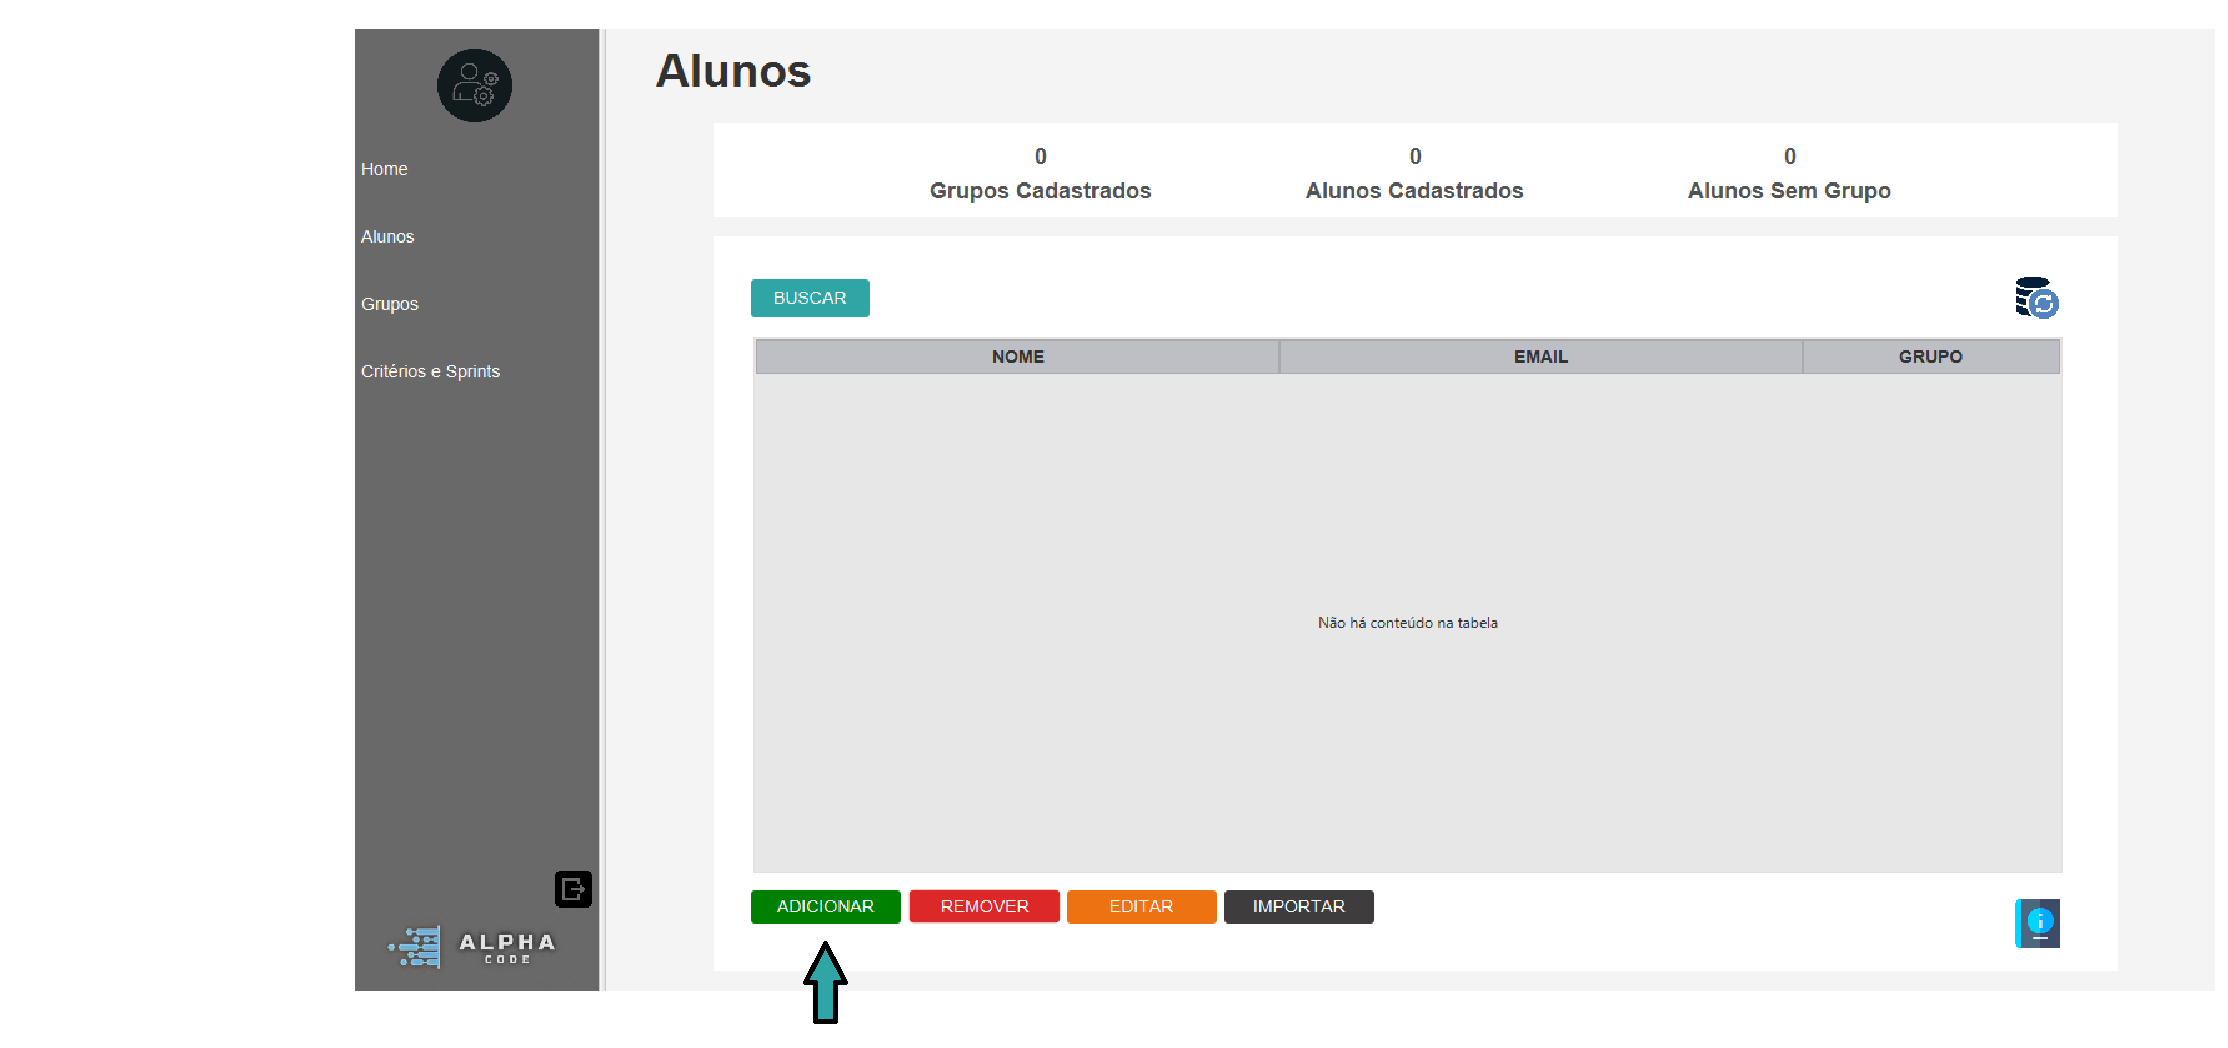 Alunos
Home
Alunos
Grupos
Critérios e Sprints
0
Grupos Cadastrados
0
Alunos Cadastrados
0
Alunos Sem Grupo
BUSCAR
NOME EMAIL GRUPO
Não há conteúdo na tabela
ADICIONAR REMOVER EDITAR IMPORTAR
ALPHA
CODE